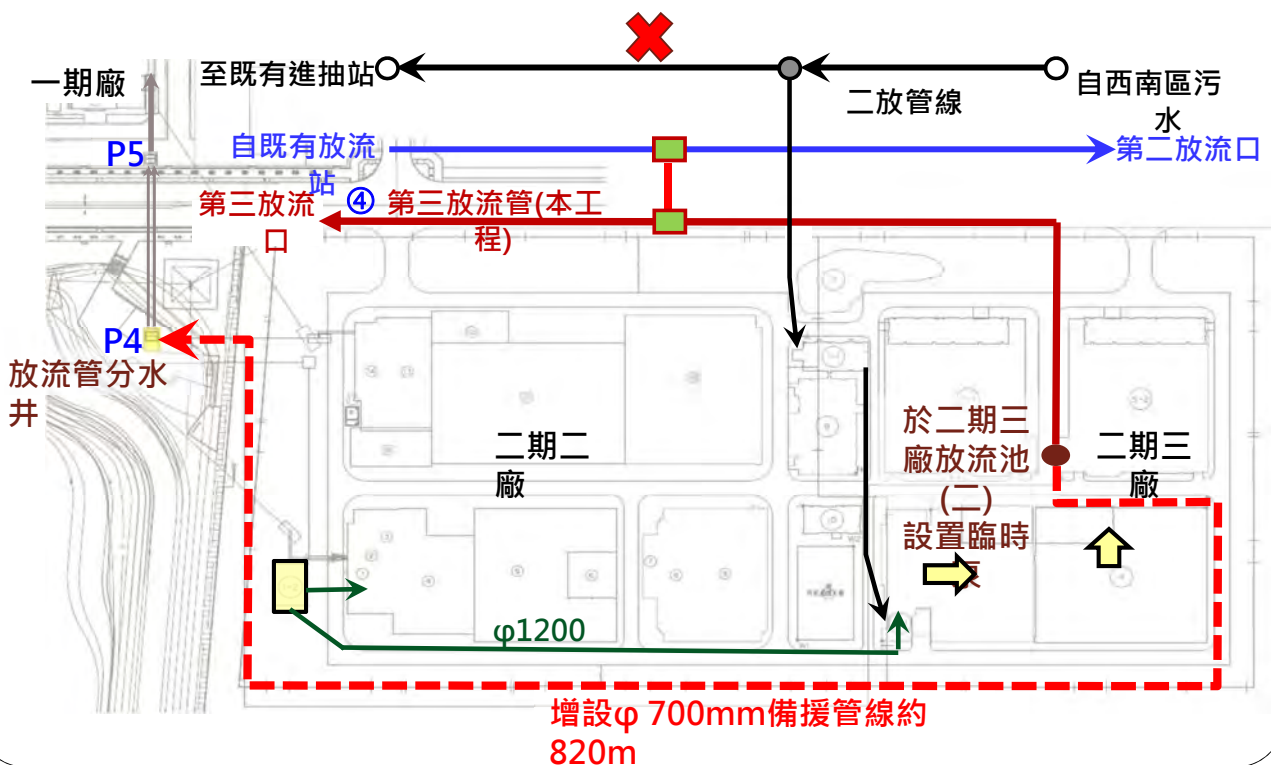 一期廠
至既有進抽站
二放管線
自西南區污
水
P5
自既有放流
站
第二放流口
第三放流
口
④ 第三放流管(本工
程)
P4
放流管分水
井
二期二
廠
於二期三
廠放流池
(二)
設置臨時
二期三
廠
φ1200
增設φ 700mm備援管線約
820m